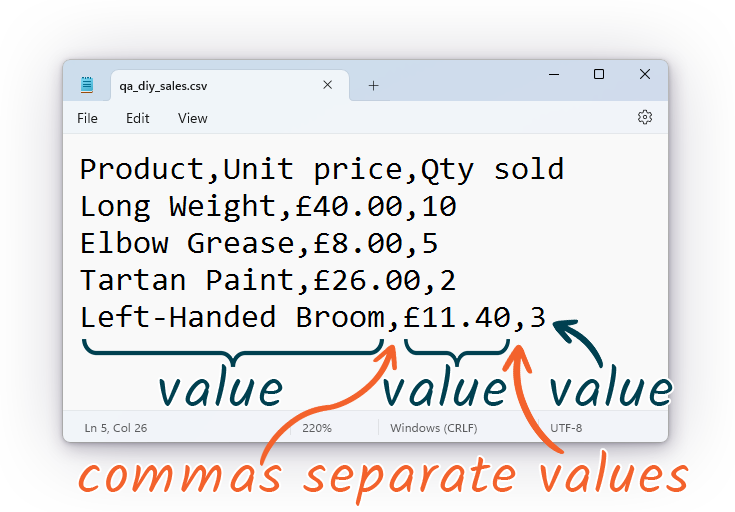 qa_diy_sales.csv
File Edit View
Product,Unit price,Qty sold
Long Weight,£40.00,10
Elbow Grease,£8.00,5
Tartan Paint,£26.00,2
Left-Handed Broom,£11.40,3
value value value
Ln 5, Col 26 220% Windows (CRLF) UTF-8
commas separate values